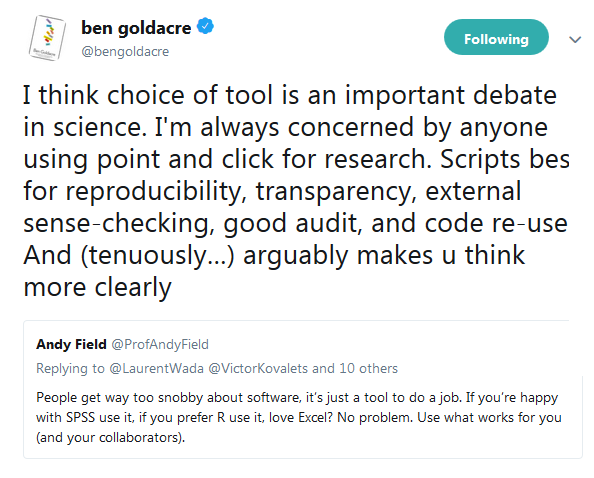 ben goldacre
@bengoldacre
Following
I think choice of tool is an important debate
in science. I'm always concerned by anyone
using point and click for research. Scripts bes
for reproducibility, transparency, external
sense-checking, good audit, and code re-use
And (tenuously...) arguably makes u think
more clearly
Andy Field @ProfAndyField
Replying to @LaurentWada @VictorKovalets and 10 others
People get way too snobby about software, it's just a tool to do a job. If you're happy
with SPSS use it, if you prefer R use it, love Excel? No problem. Use what works for you
(and your collaborators).